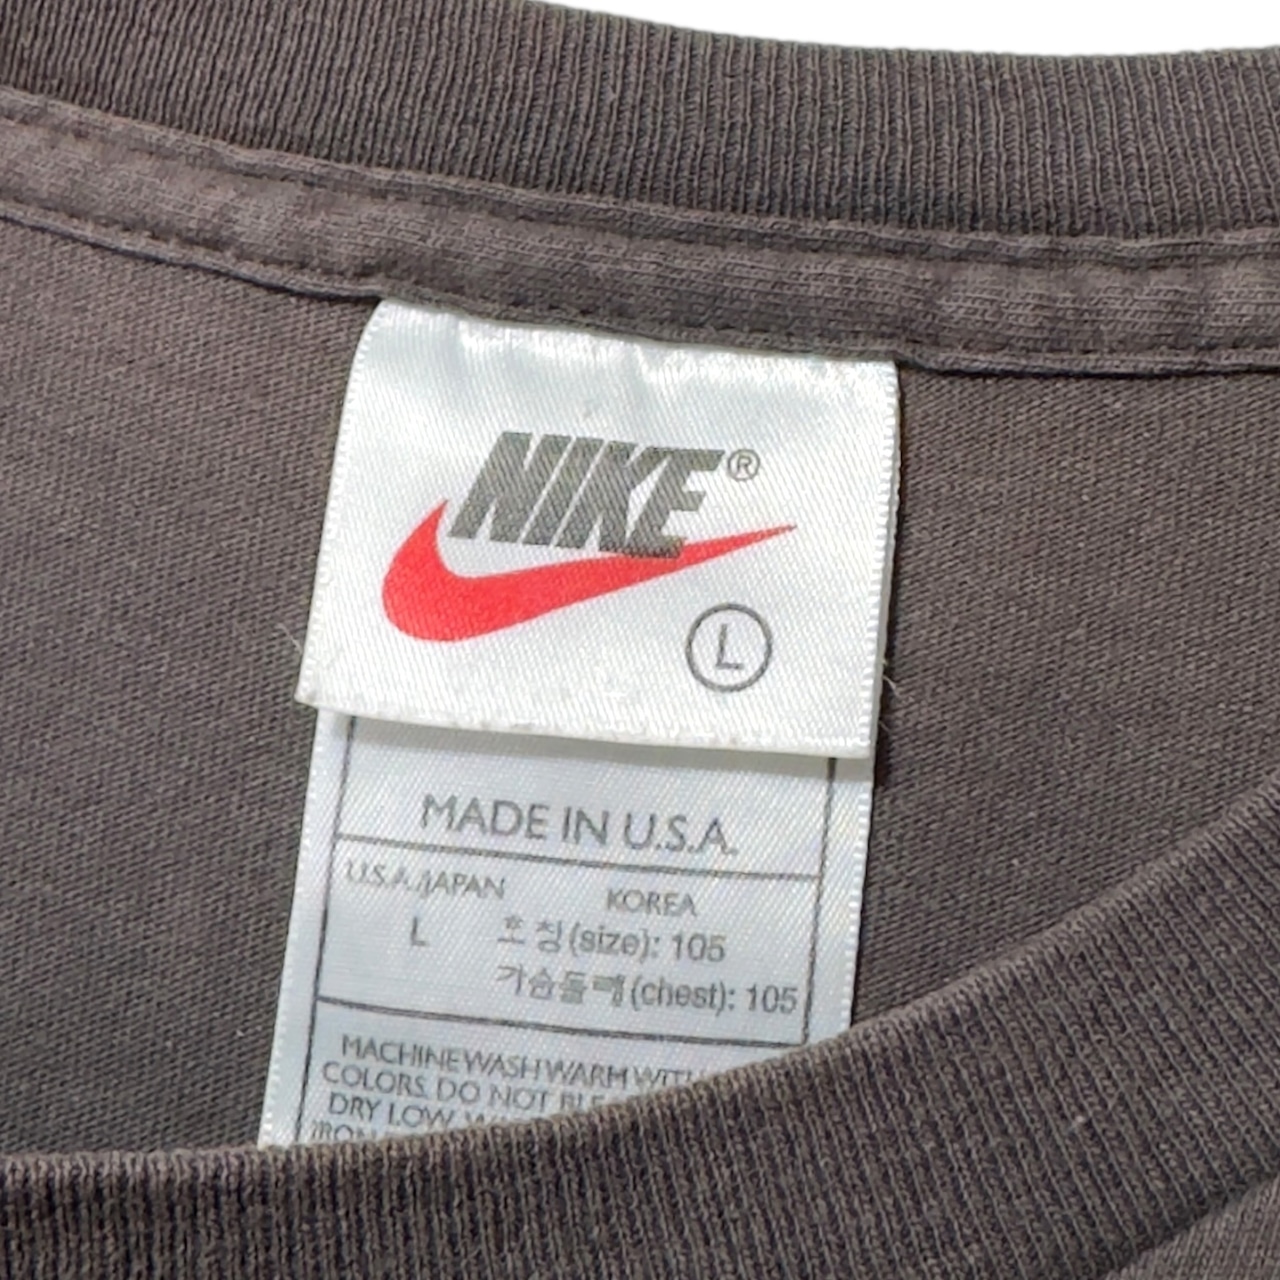 NIKE®
L
MADE IN U.S.A.
U.S.A./JAPAN KOREA
L 호칭(size): 105
가슴둘레(chest): 105
MACHINE WASH WARM WITH
COLORS. DO NOT
DRY LOW.
IRON